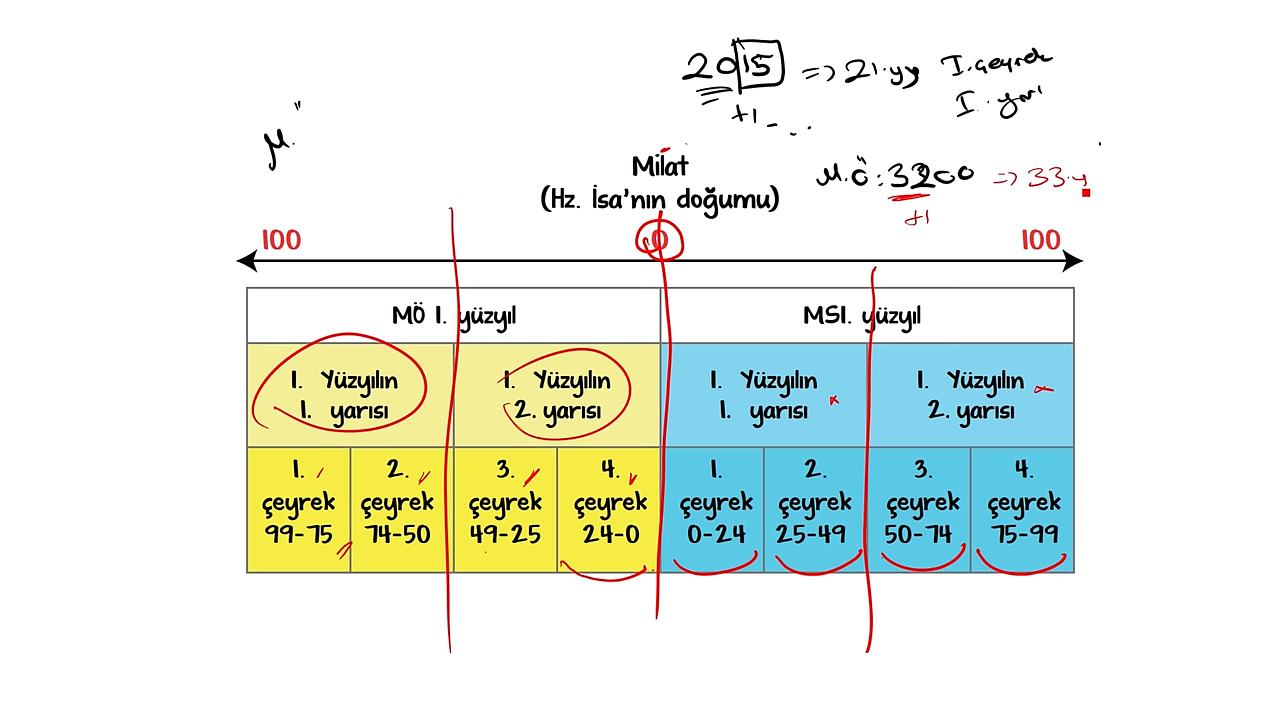 2015 => 21.yy I.çeyrek
+1 I. yarı
M.
M.Ö: 3200 => 33.y
+1
Milat
(Hz. İsa'nın doğumu)
100 0 100
MÖ I. yüzyıl MSI. yüzyıl
I. Yüzyılın I. Yüzyılın I. Yüzyılın I. Yüzyılın
I. yarısı 2. yarısı I. yarısı 2. yarısı
I. 2. 3. 4. I. 2. 3. 4.
çeyrek çeyrek çeyrek çeyrek çeyrek çeyrek çeyrek çeyrek
99-75 74-50 49-25 24-0 0-24 25-49 50-74 75-99